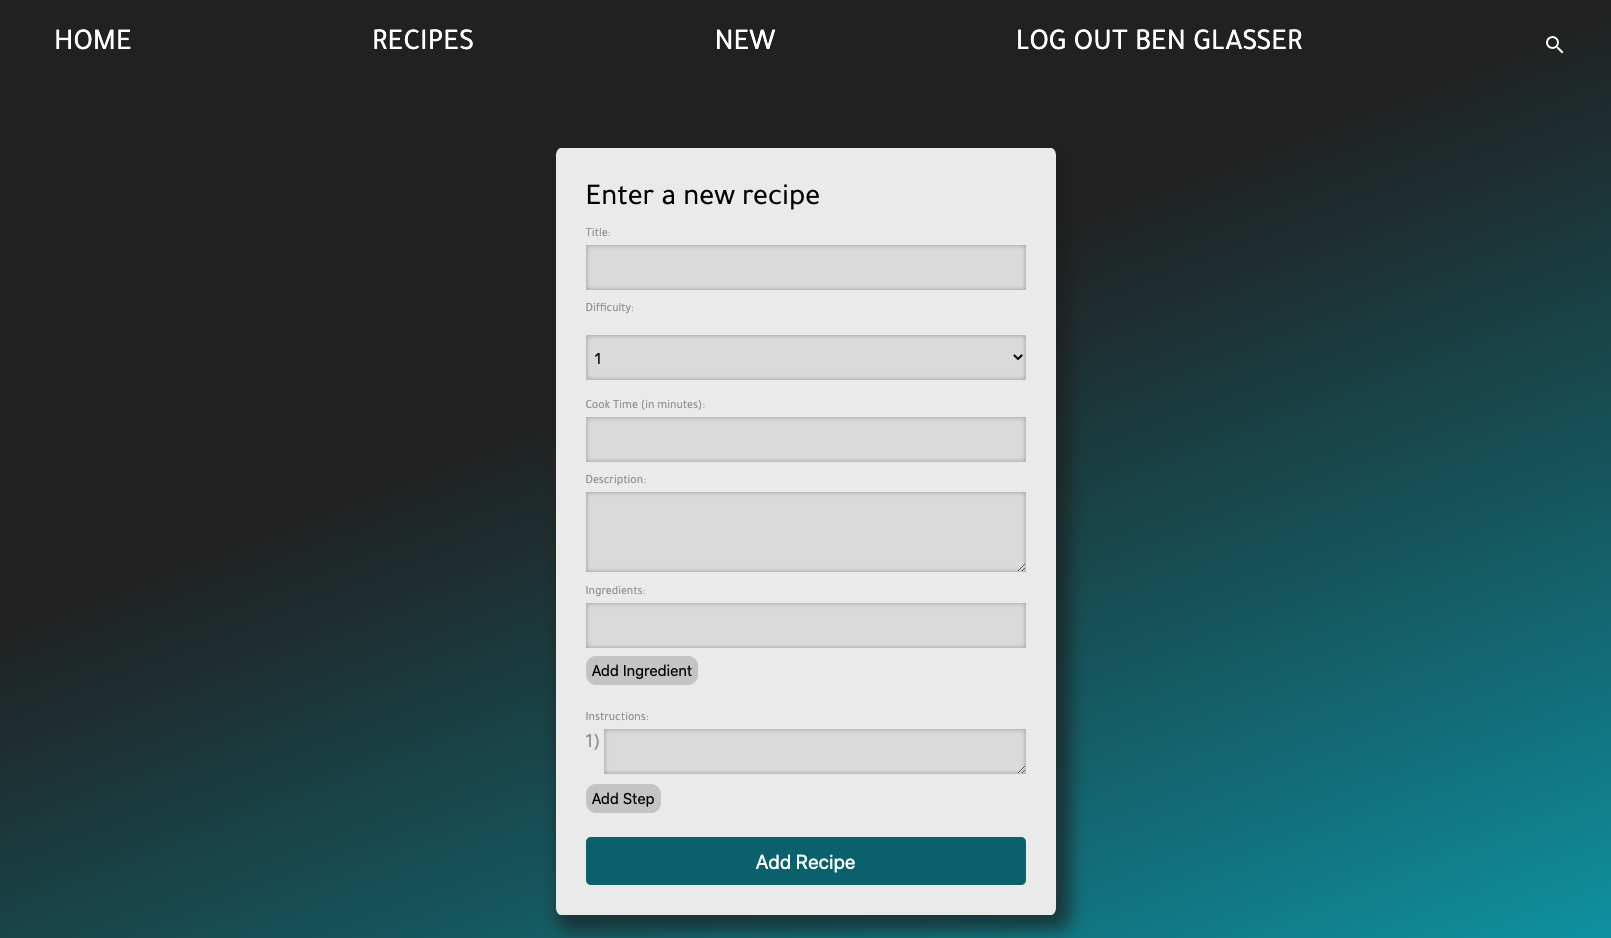 HOME RECIPES NEW LOG OUT BEN GLASSER
Enter a new recipe
Title:
Difficulty:
1
Cook Time (in minutes):
Description:
Ingredients:
Add Ingredient
Instructions:
1)
Add Step
Add Recipe